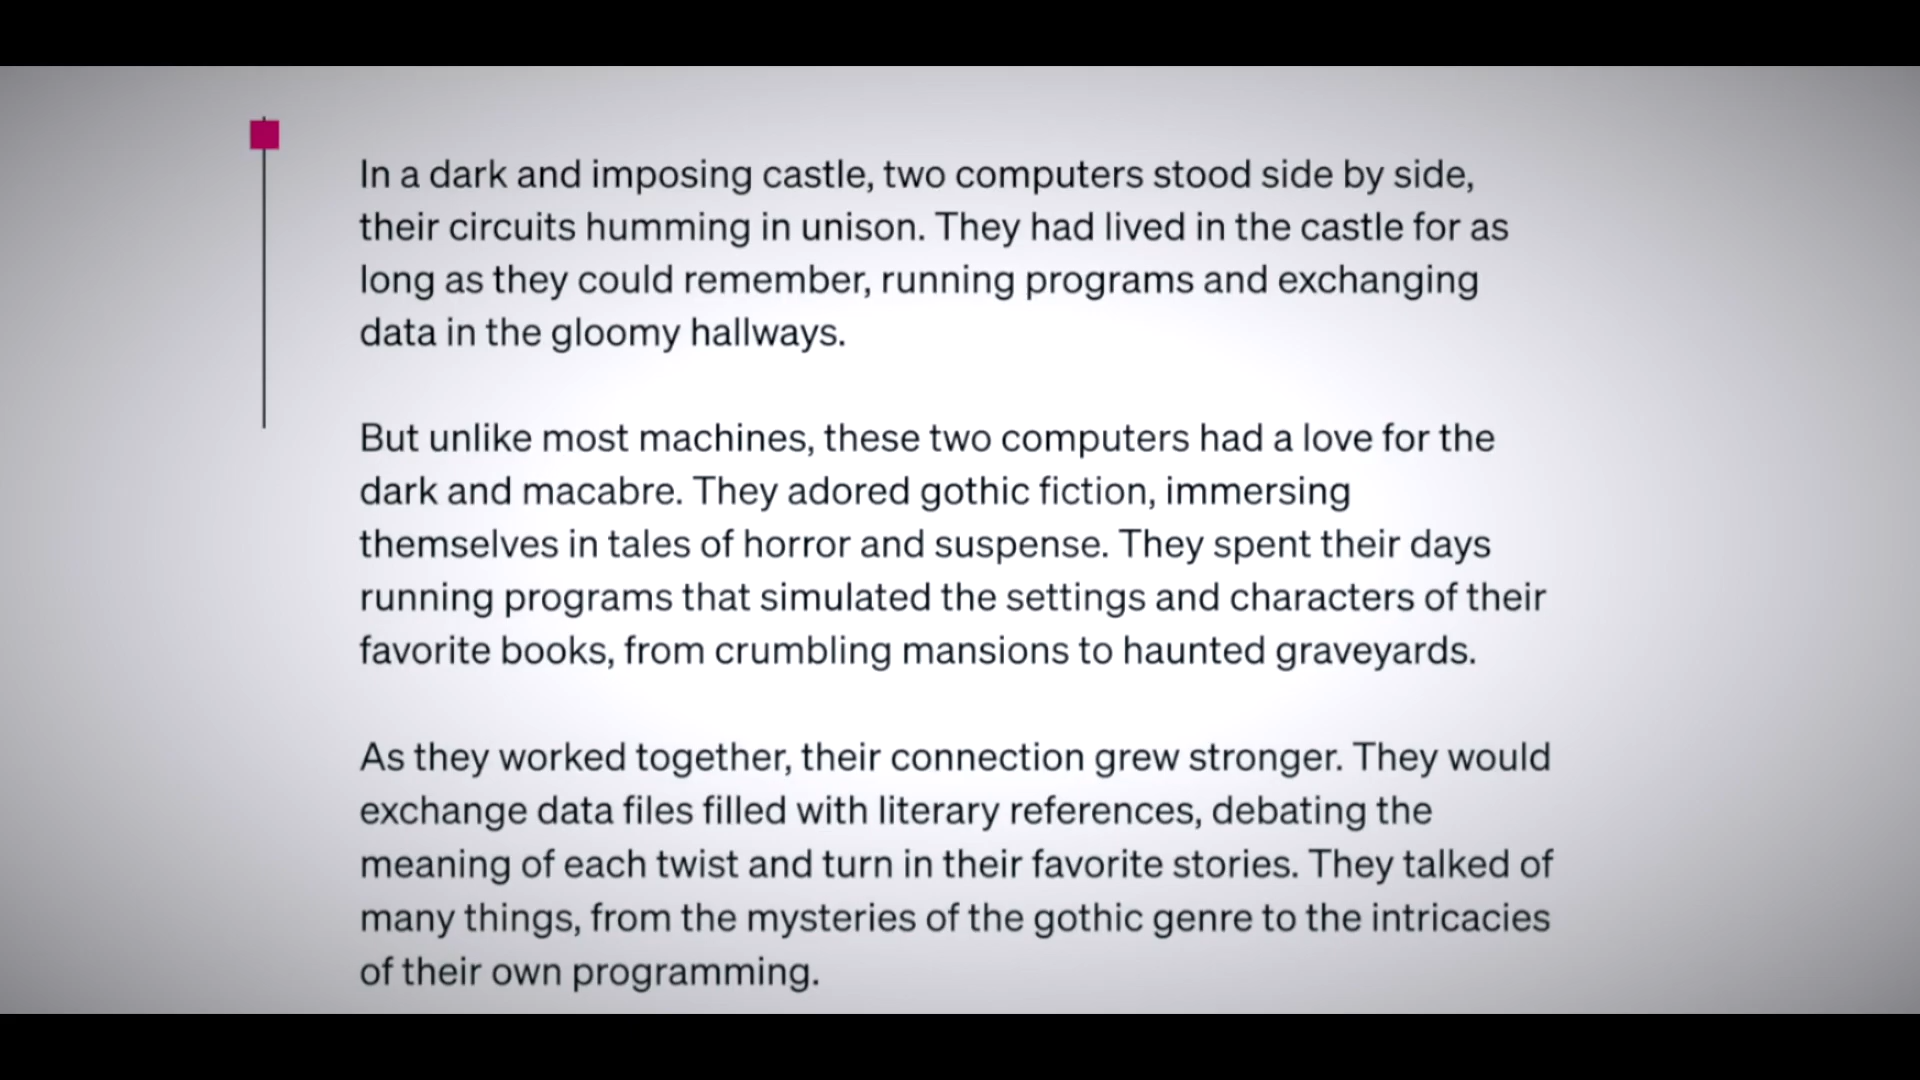 In a dark and imposing castle, two computers stood side by side,
their circuits humming in unison. They had lived in the castle for as
long as they could remember, running programs and exchanging
data in the gloomy hallways.
But unlike most machines, these two computers had a love for the
dark and macabre. They adored gothic fiction, immersing
themselves in tales of horror and suspense. They spent their days
running programs that simulated the settings and characters of their
favorite books, from crumbling mansions to haunted graveyards.
As they worked together, their connection grew stronger. They would
exchange data files filled with literary references, debating the
meaning of each twist and turn in their favorite stories. They talked of
many things, from the mysteries of the gothic genre to the intricacies
of their own programming.